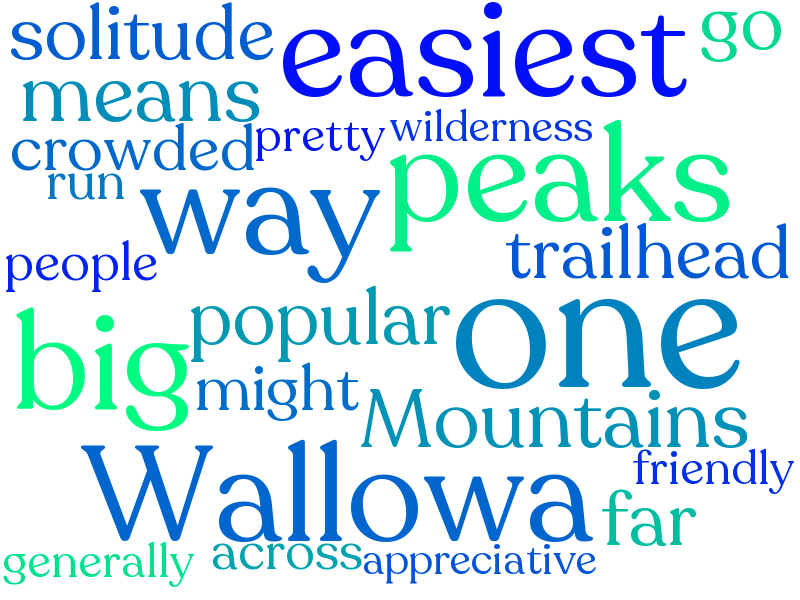 solitude easiest go
means
crowded pretty wilderness
run way peaks
people trailhead
big popular one
might Mountains
Wallowa friendly
far
generally across appreciative